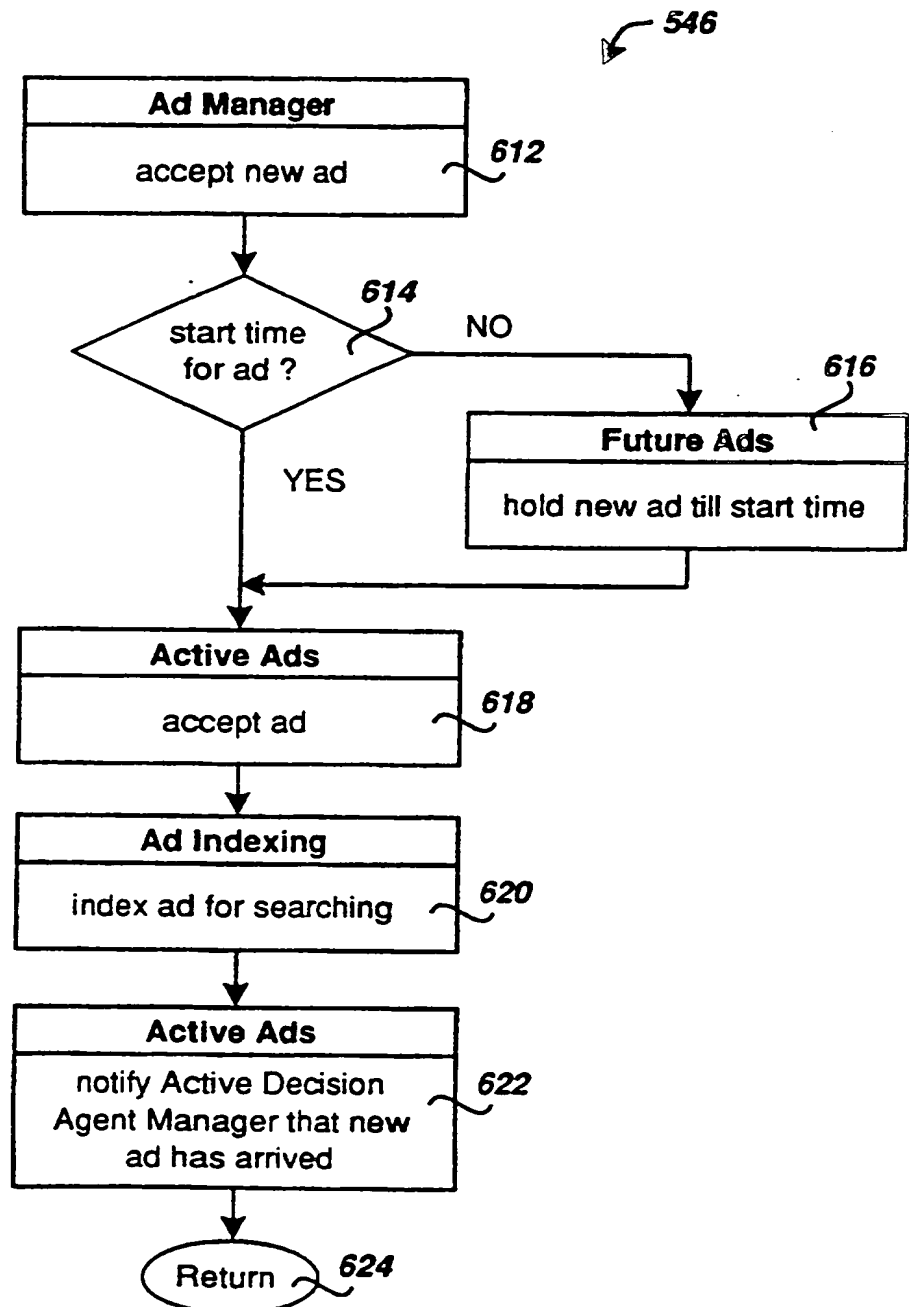 546
Ad Manager
accept new ad
612
start time
for ad ?
614
NO
YES
616
Future Ads
hold new ad till start time
Active Ads
accept ad
618
Ad Indexing
index ad for searching
620
Active Ads
notify Active Decision
Agent Manager that new
ad has arrived
622
Return
624